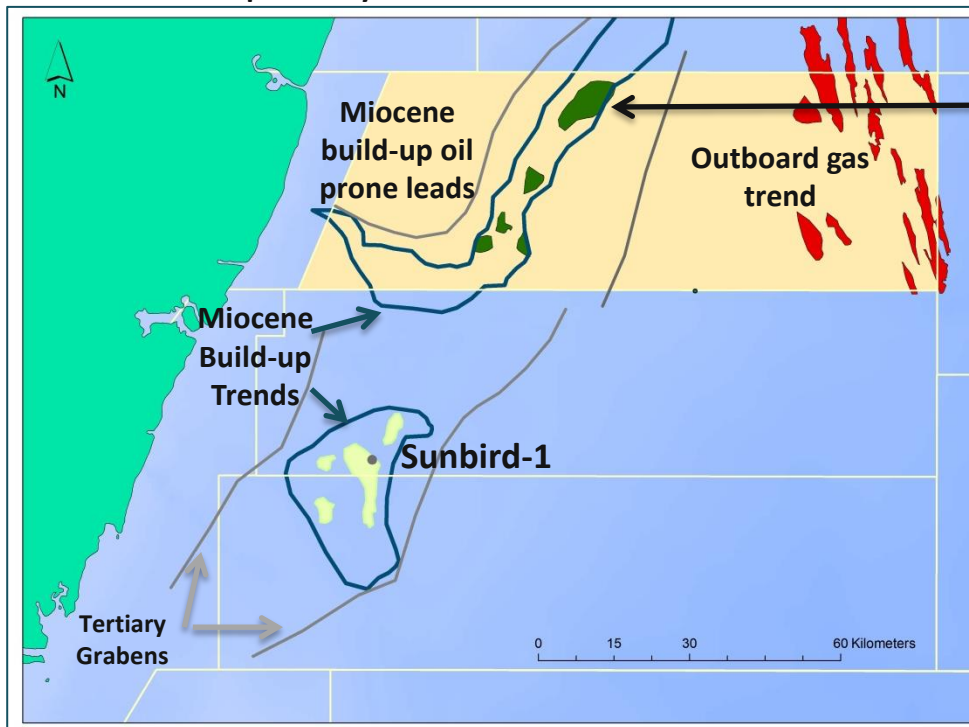 N
Miocene
build-up oil
prone leads
Outboard gas
trend
Miocene
Build-up
Trends
Sunbird-1
Tertiary
Grabens
0 15 30 60 Kilometers